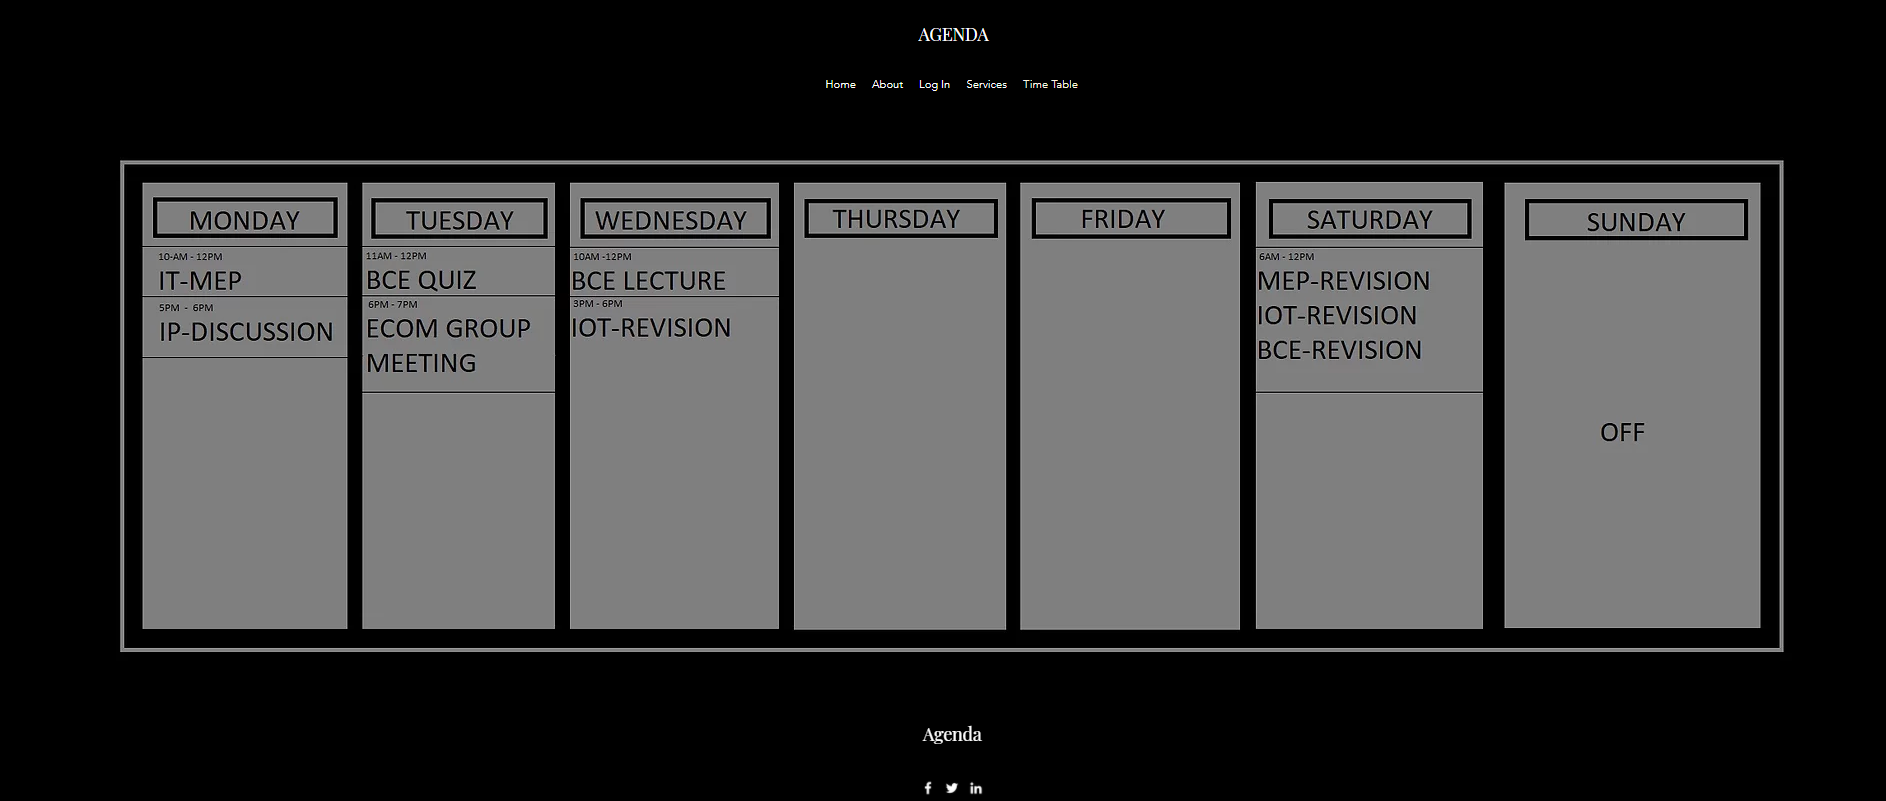 AGENDA
Home About Log In Services Time Table
MONDAY
10-AM - 12PM
IT-MEP
5PM - 6PM
IP-DISCUSSION
TUESDAY
11AM - 12PM
BCE QUIZ
6PM - 7PM
ECOM GROUP
MEETING
WEDNESDAY
10AM -12PM
BCE LECTURE
3PM - 6PM
IOT-REVISION
THURSDAY
FRIDAY
SATURDAY
6AM - 12PM
MEP-REVISION
IOT-REVISION
BCE-REVISION
SUNDAY
OFF
Agenda